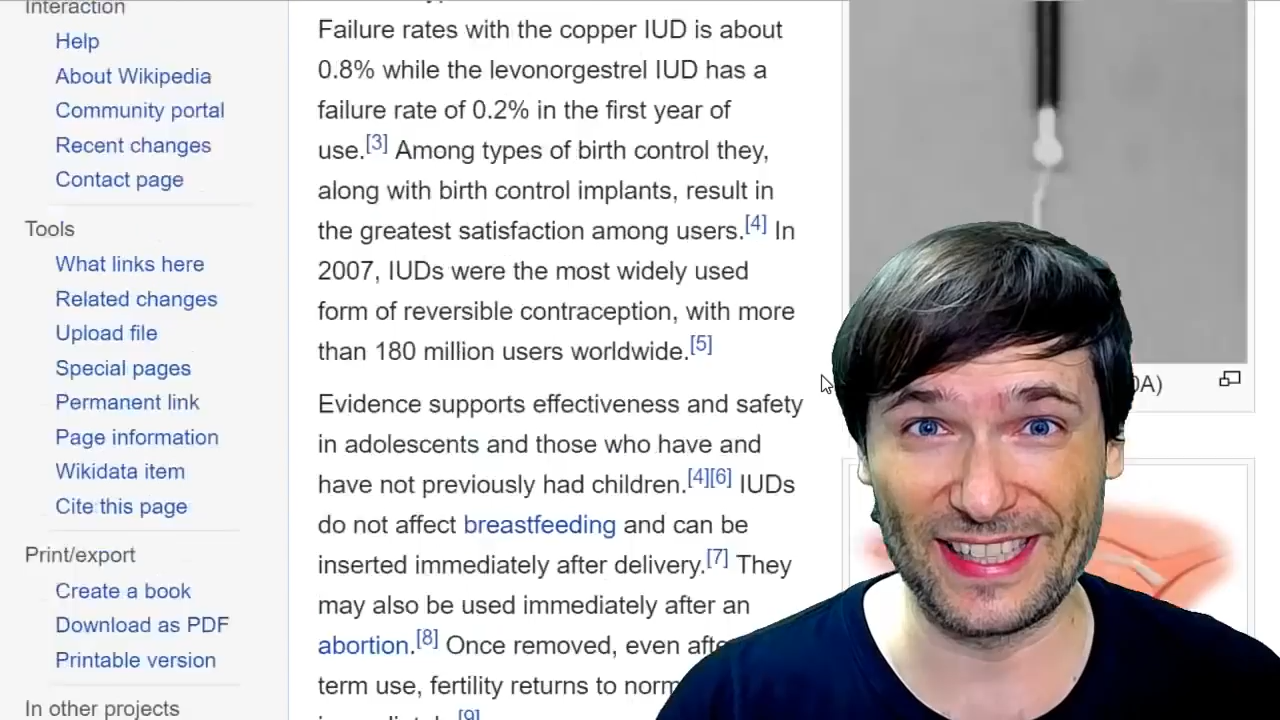 Interaction
Help
About Wikipedia
Community portal
Recent changes
Contact page
Tools
What links here
Related changes
Upload file
Special pages
Permanent link
Page information
Wikidata item
Cite this page
Print/export
Create a book
Download as PDF
Printable version
In other projects
Failure rates with the copper IUD is about
0.8% while the levonorgestrel IUD has a
failure rate of 0.2% in the first year of
use.[3] Among types of birth control they,
along with birth control implants, result in
the greatest satisfaction among users.[4] In
2007, IUDs were the most widely used
form of reversible contraception, with more
than 180 million users worldwide.[5]
Evidence supports effectiveness and safety
in adolescents and those who have and
have not previously had children.[4][6] IUDs
do not affect breastfeeding and can be
inserted immediately after delivery.[7] They
may also be used immediately after an
abortion.[8] Once removed, even afte
term use, fertility returns to norm
[9]
0A)